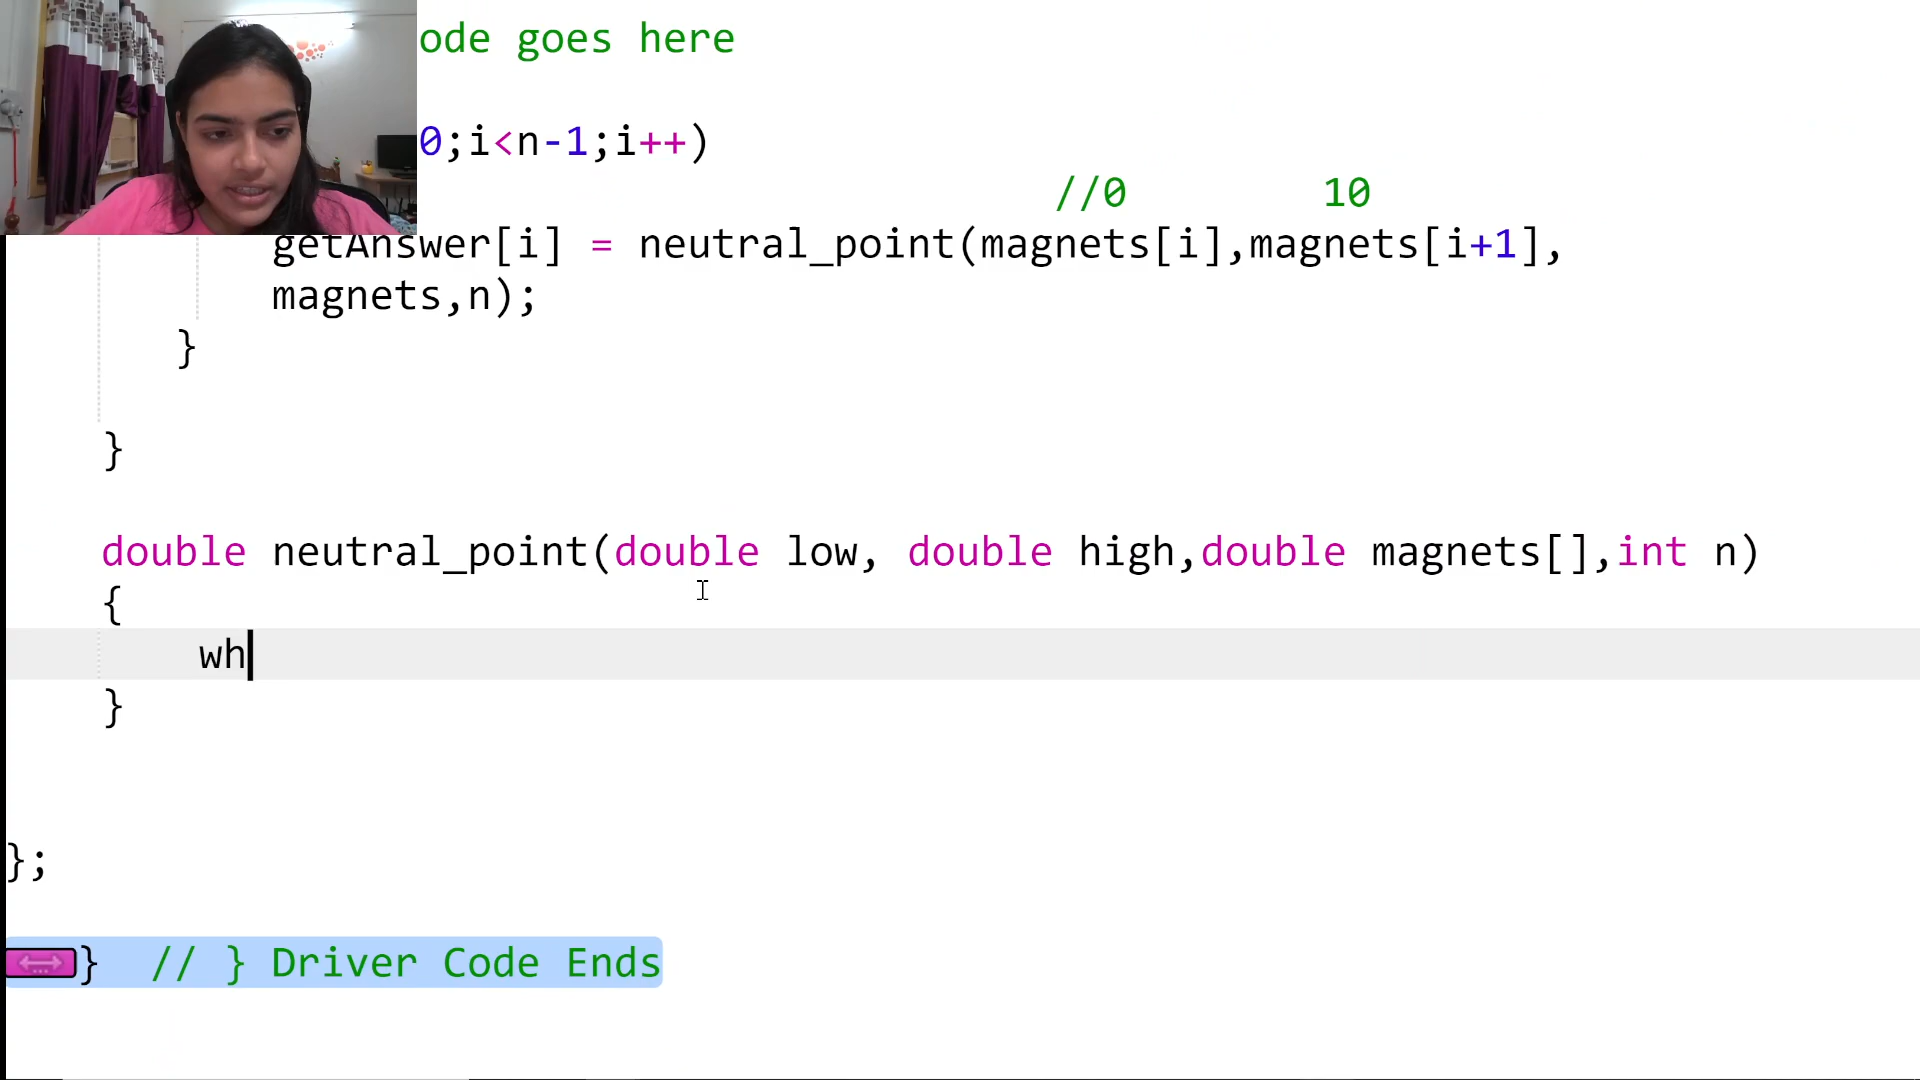 ode goes here
0;i<n-1;i++)
//0 10
getAnswer[i] = neutral_point(magnets[i],magnets[i+1],
magnets,n);
}
}
double neutral_point(double low, double high,double magnets[],int n)
{
wh
}
};
} // } Driver Code Ends